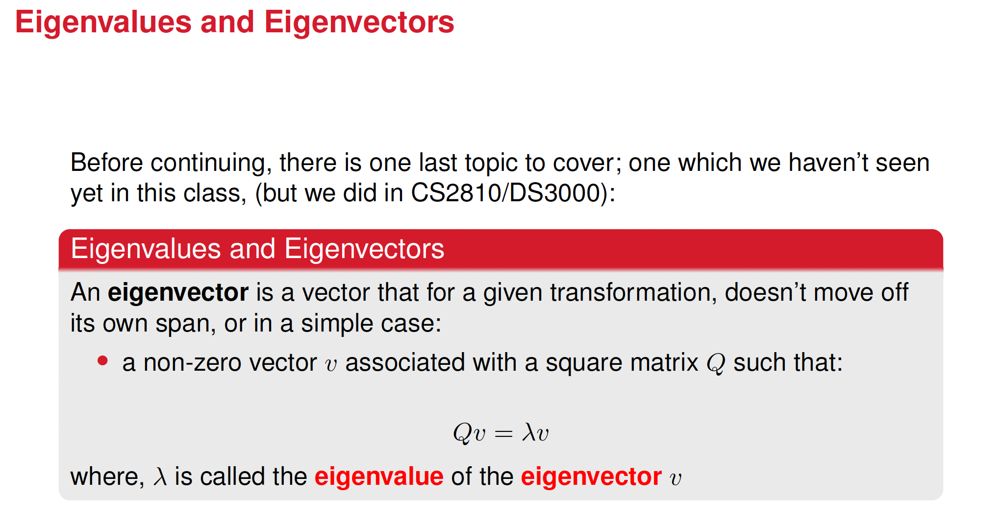 Eigenvalues and Eigenvectors
Before continuing, there is one last topic to cover; one which we haven't seen
yet in this class, (but we did in CS2810/DS3000):
Eigenvalues and Eigenvectors
An eigenvector is a vector that for a given transformation, doesn't move off
its own span, or in a simple case:
• a non-zero vector v associated with a square matrix Q such that:
Qv = λv
where, λ is called the eigenvalue of the eigenvector v